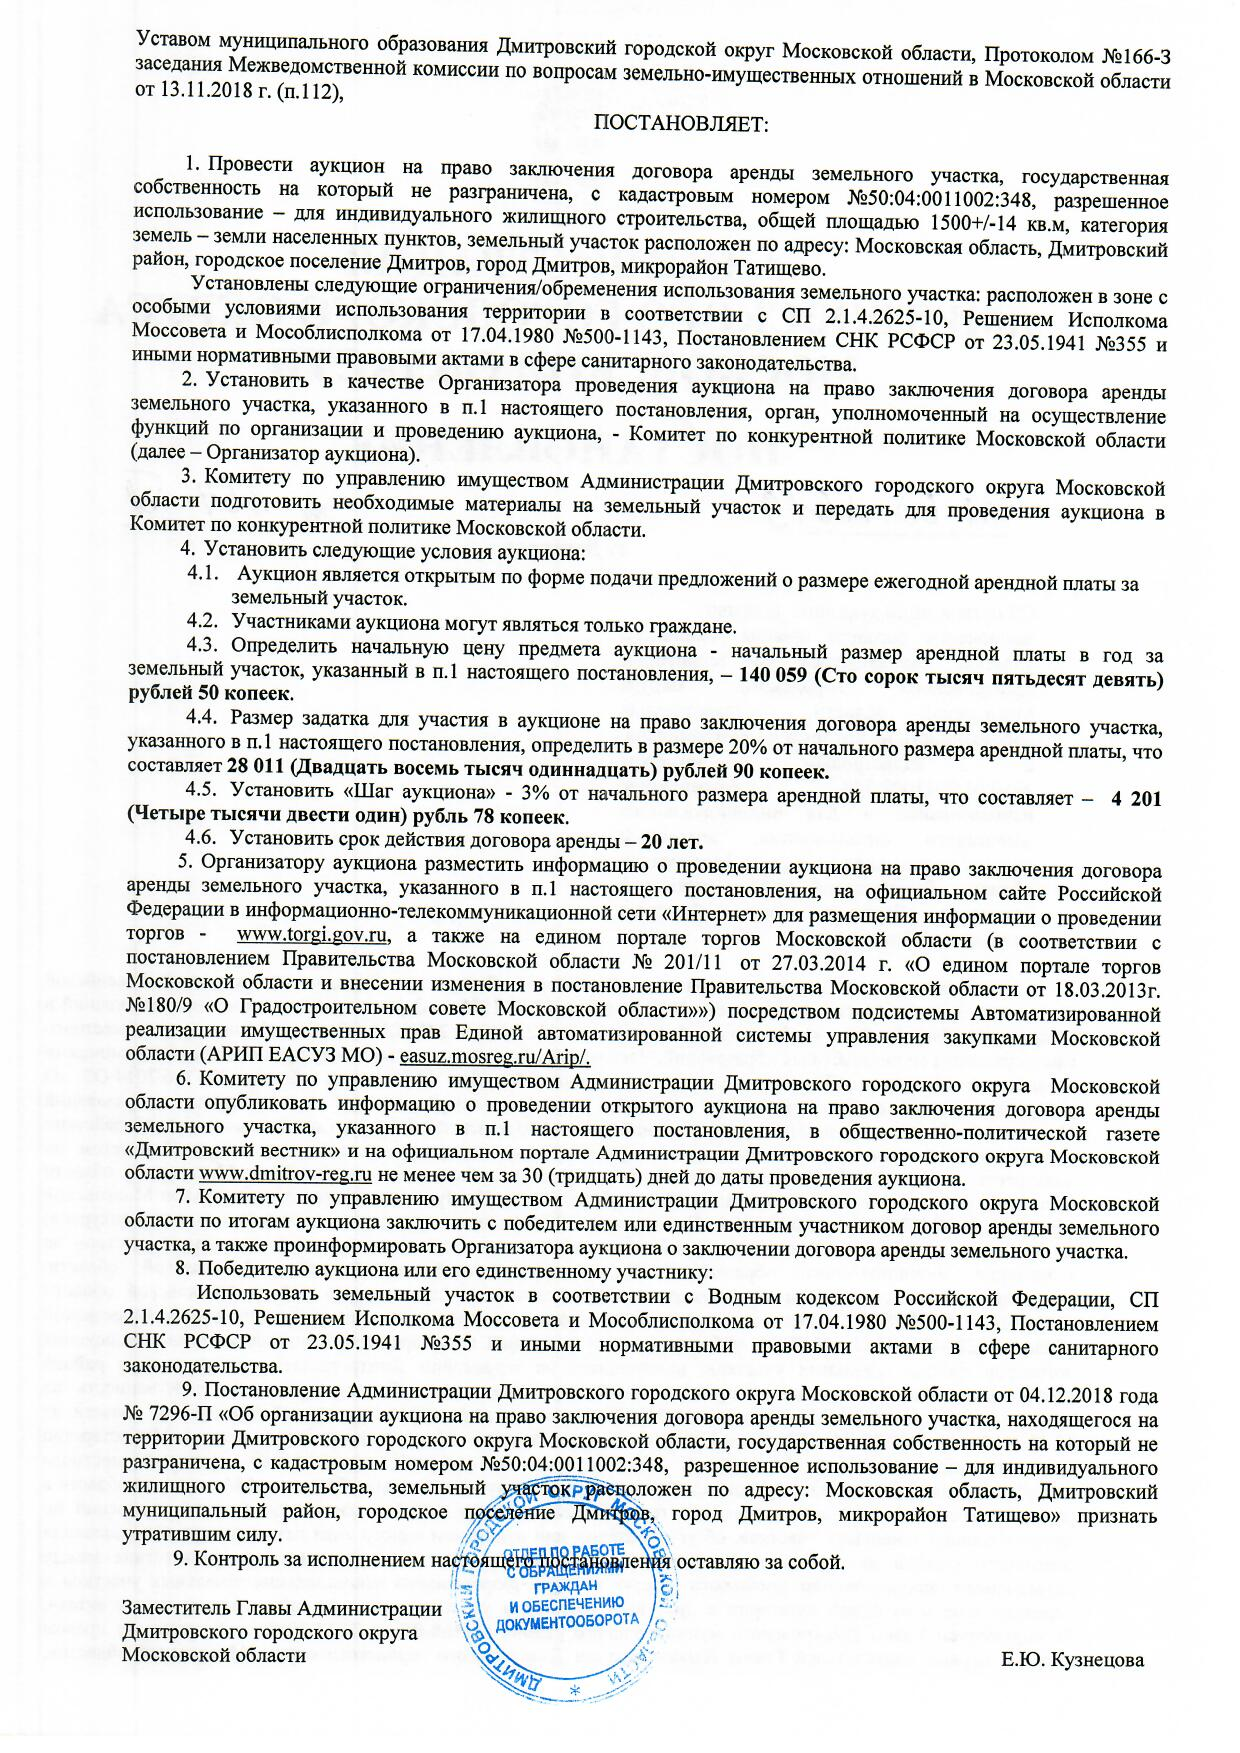 Уставом муниципального образования Дмитровский городской округ Московской области, Протоколом №166-З
заседания Межведомственной комиссии по вопросам земельно-имущественных отношений в Московской области
от 13.11.2018 г. (п.112),
ПОСТАНОВЛЯЕТ:
1. Провести аукцион на право заключения договора аренды земельного участка, государственная
собственность на который не разграничена, с кадастровым номером №50:04:0011002:348, разрешенное
использование – для индивидуального жилищного строительства, общей площадью 1500+/-14 кв.м, категория
земель – земли населенных пунктов, земельный участок расположен по адресу: Московская область, Дмитровский
район, городское поселение Дмитров, город Дмитров, микрорайон Татищево.
Установлены следующие ограничения/обременения использования земельного участка: расположен в зоне с
особыми условиями использования территории в соответствии с СП 2.1.4.2625-10, Решением Исполкома
Моссовета и Мособлисполкома от 17.04.1980 №500-1143, Постановлением СНК РСФСР от 23.05.1941 №355 и
иными нормативными правовыми актами в сфере санитарного законодательства.
2. Установить в качестве Организатора проведения аукциона на право заключения договора аренды
земельного участка, указанного в п.1 настоящего постановления, орган, уполномоченный на осуществление
функций по организации и проведению аукциона, - Комитет по конкурентной политике Московской области
(далее – Организатор аукциона).
3. Комитету по управлению имуществом Администрации Дмитровского городского округа Московской
области подготовить необходимые материалы на земельный участок и передать для проведения аукциона в
Комитет по конкурентной политике Московской области.
4. Установить следующие условия аукциона:
4.1. Аукцион является открытым по форме подачи предложений о размере ежегодной арендной платы за
земельный участок.
4.2. Участниками аукциона могут являться только граждане.
4.3. Определить начальную цену предмета аукциона - начальный размер арендной платы в год за
земельный участок, указанный в п.1 настоящего постановления, – 140 059 (Сто сорок тысяч пятьдесят девять)
рублей 50 копеек.
4.4. Размер задатка для участия в аукционе на право заключения договора аренды земельного участка,
указанного в п.1 настоящего постановления, определить в размере 20% от начального размера арендной платы, что
составляет 28 011 (Двадцать восемь тысяч одиннадцать) рублей 90 копеек.
4.5. Установить «Шаг аукциона» - 3% от начального размера арендной платы, что составляет – 4 201
(Четыре тысячи двести один) рубль 78 копеек.
4.6. Установить срок действия договора аренды – 20 лет.
5. Организатору аукциона разместить информацию о проведении аукциона на право заключения договора
аренды земельного участка, указанного в п.1 настоящего постановления, на официальном сайте Российской
Федерации в информационно-телекоммуникационной сети «Интернет» для размещения информации о проведении
торгов - www.torgi.gov.ru, а также на едином портале торгов Московской области (в соответствии с
постановлением Правительства Московской области № 201/11 от 27.03.2014 г. «О едином портале торгов
Московской области и внесении изменения в постановление Правительства Московской области от 18.03.2013г.
№180/9 «О Градостроительном совете Московской области»») посредством подсистемы Автоматизированной
реализации имущественных прав Единой автоматизированной системы управления закупками Московской
области (АРИП ЕАСУЗ МО) - easuz.mosreg.ru/Arip/.
6. Комитету по управлению имуществом Администрации Дмитровского городского округа Московской
области опубликовать информацию о проведении открытого аукциона на право заключения договора аренды
земельного участка, указанного в п.1 настоящего постановления, в общественно-политической газете
«Дмитровский вестник» и на официальном портале Администрации Дмитровского городского округа Московской
области www.dmitrov-reg.ru не менее чем за 30 (тридцать) дней до даты проведения аукциона.
7. Комитету по управлению имуществом Администрации Дмитровского городского округа Московской
области по итогам аукциона заключить с победителем или единственным участником договор аренды земельного
участка, а также проинформировать Организатора аукциона о заключении договора аренды земельного участка.
8. Победителю аукциона или его единственному участнику:
Использовать земельный участок в соответствии с Водным кодексом Российской Федерации, СП
2.1.4.2625-10, Решением Исполкома Моссовета и Мособлисполкома от 17.04.1980 №500-1143, Постановлением
СНК РСФСР от 23.05.1941 №355 и иными нормативными правовыми актами в сфере санитарного
законодательства.
9. Постановление Администрации Дмитровского городского округа Московской области от 04.12.2018 года
№ 7296-П «Об организации аукциона на право заключения договора аренды земельного участка, находящегося на
территории Дмитровского городского округа Московской области, государственная собственность на который не
разграничена, с кадастровым номером №50:04:0011002:348, разрешенное использование – для индивидуального
жилищного строительства, земельный участок расположен по адресу: Московская область, Дмитровский
муниципальный район, городское поселение Дмитров, город Дмитров, микрорайон Татищево» признать
утратившим силу.
9. Контроль за исполнением настоящего постановления оставляю за собой.
Заместитель Главы Администрации
Дмитровского городского округа
Московской области
Е.Ю. Кузнецова
ДМИТРОВСКИЙ ГОРОДСКОЙ ОКРУГ МОСКОВСКОЙ ОБЛАСТИ *
ОТДЕЛ ПО РАБОТЕ
С ОБРАЩЕНИЯМИ
ГРАЖДАН
И ОБЕСПЕЧЕНИЮ
ДОКУМЕНТООБОРОТА